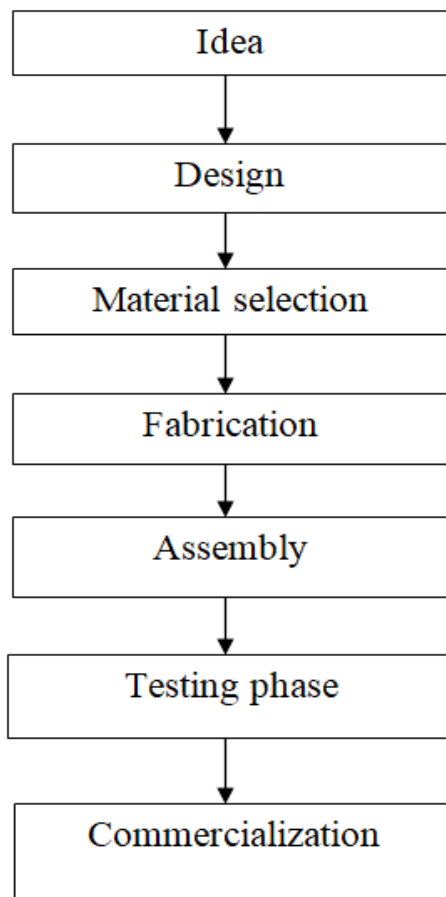 Idea
Design
Material selection
Fabrication
Assembly
Testing phase
Commercialization